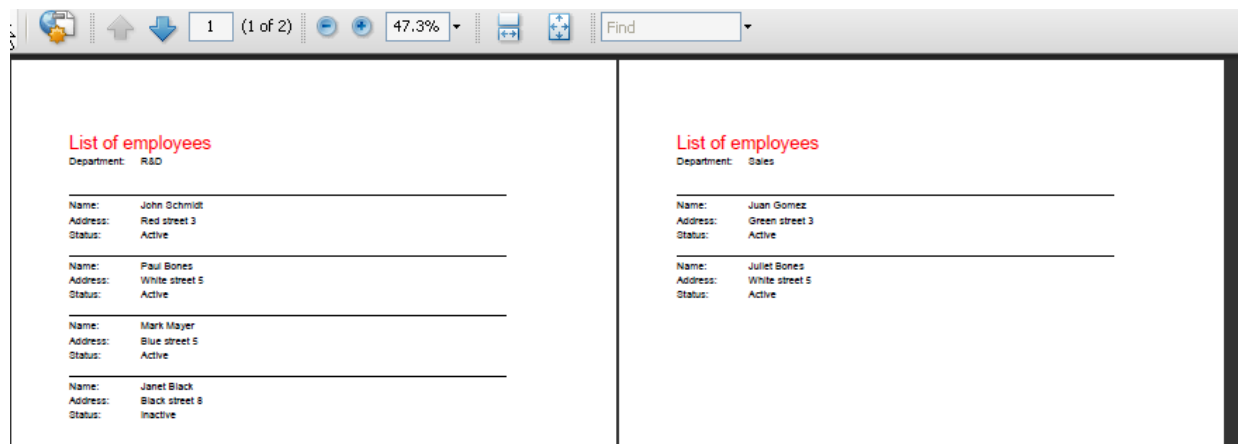 1 (1 of 2) 47.3% Find
List of employees
Department: R&D
Name: John Schmidt
Address: Red street 3
Status: Active
Name: Paul Bones
Address: White street 5
Status: Active
Name: Mark Mayer
Address: Blue street 5
Status: Active
Name: Janet Black
Address: Black street 8
Status: Inactive
List of employees
Department: Sales
Name: Juan Gomez
Address: Green street 3
Status: Active
Name: Juliet Bones
Address: White street 5
Status: Active